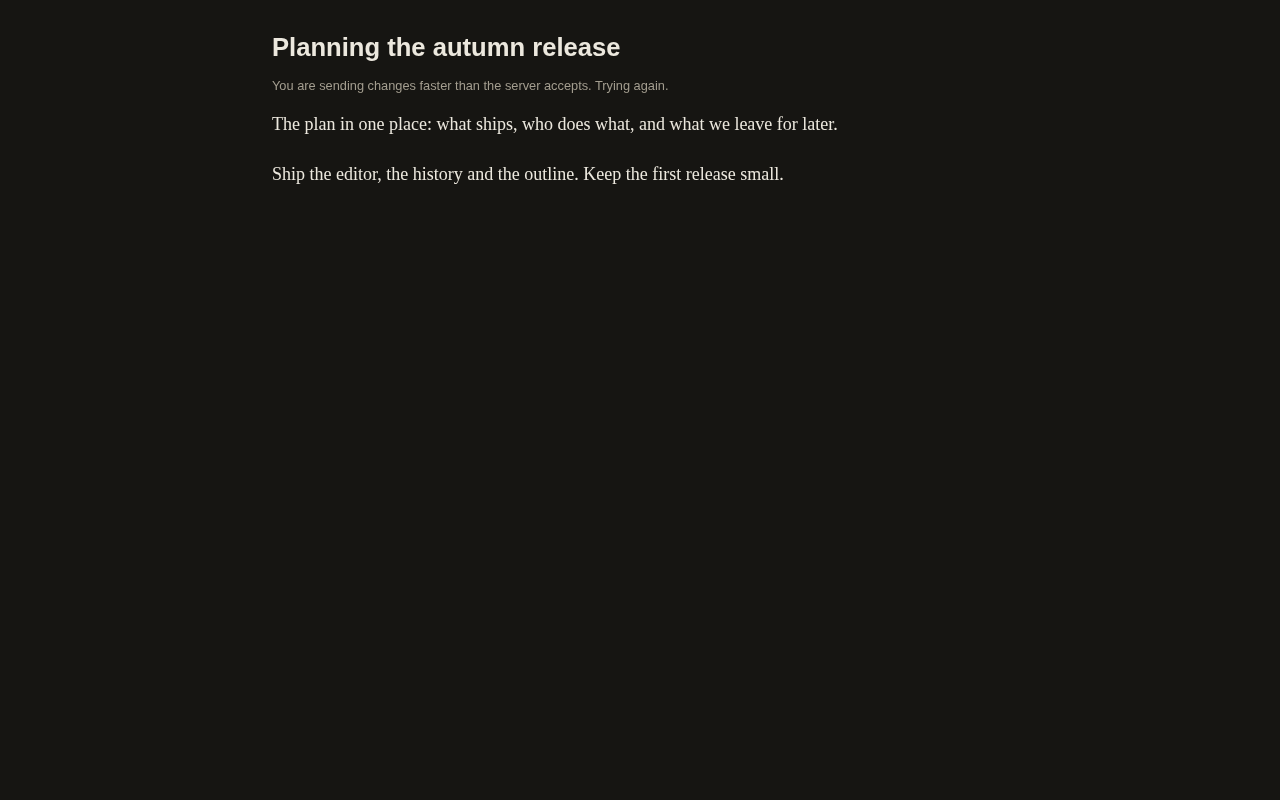 Planning the autumn release
You are sending changes faster than the server accepts. Trying again.
The plan in one place: what ships, who does what, and what we leave for later.
Ship the editor, the history and the outline. Keep the first release small.